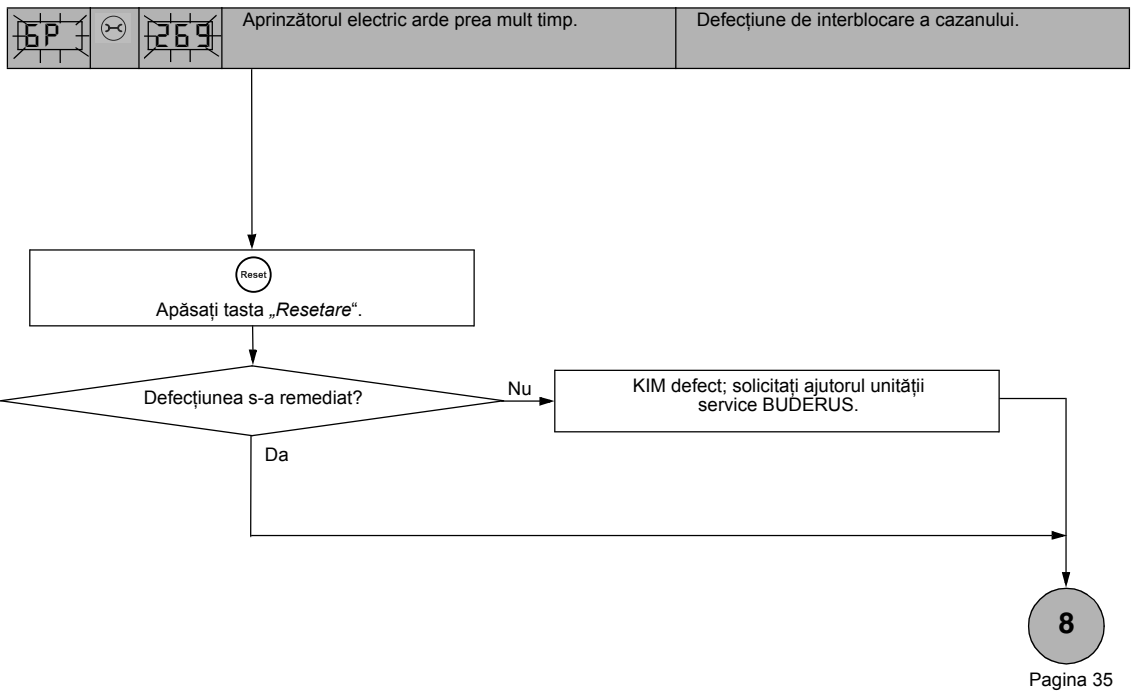 6P
269
Aprinzătorul electric arde prea mult timp.
Defecțiune de interblocare a cazanului.
Reset
Apăsați tasta „Resetare“.
Defecțiunea s-a remediat?
Nu
KIM defect; solicitați ajutorul unității
service BUDERUS.
Da
8
Pagina 35